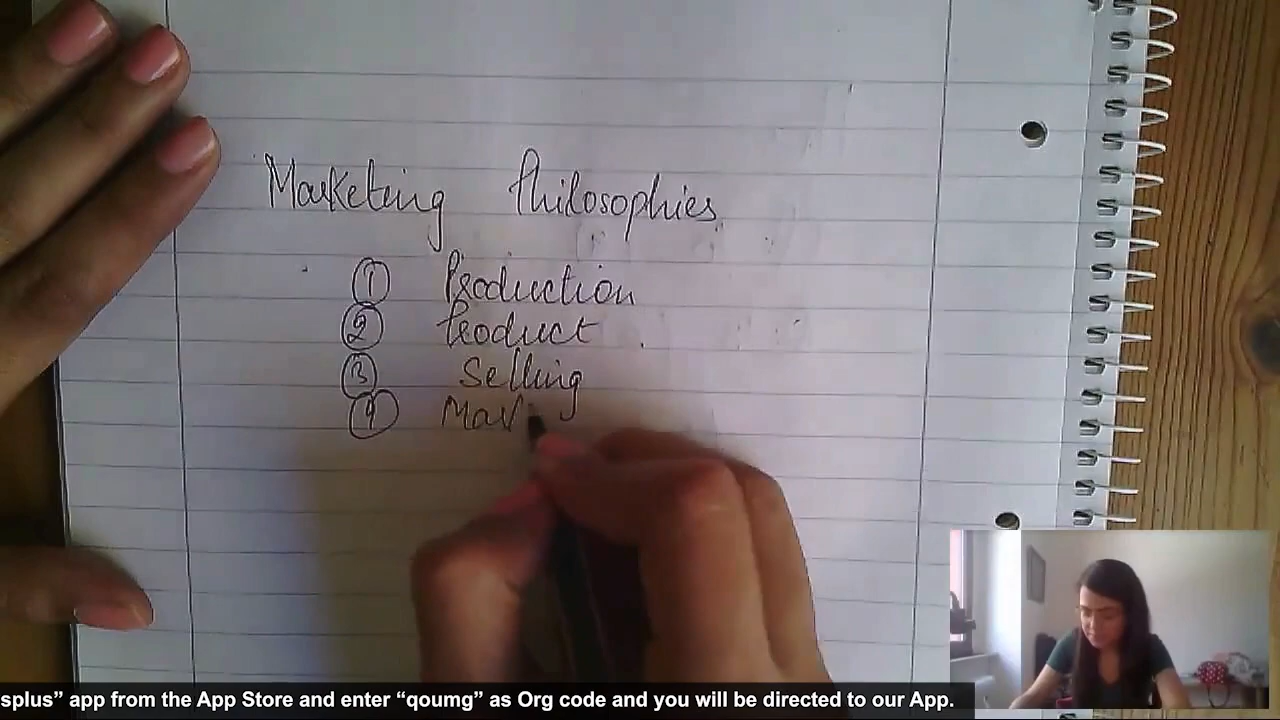 Marketing Philosophies
① Production
② Product
③ Selling
④ Mar
splus” app from the App Store and enter “qoumg” as Org code and you will be directed to our App.